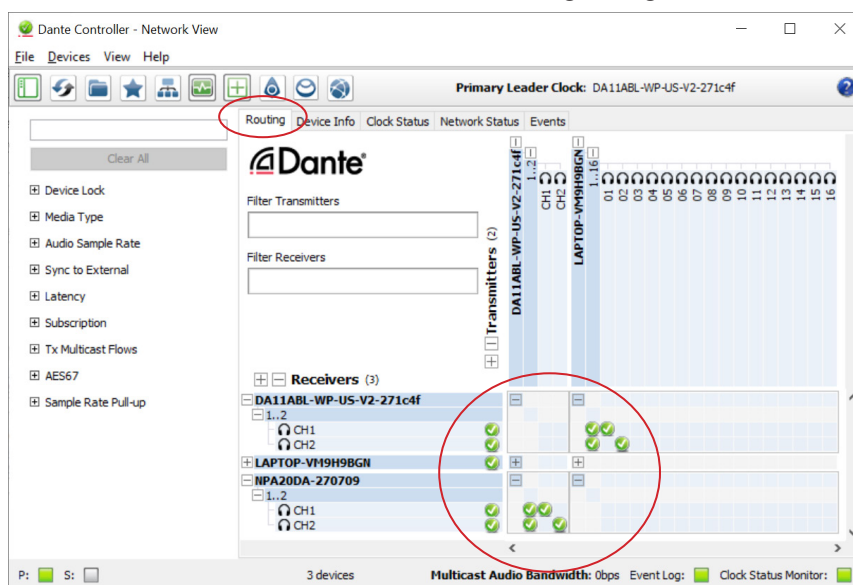 Dante Controller - Network View
File Devices View Help
Primary Leader Clock: DA11ABL-WP-US-V2-271c4f
Routing Device Info Clock Status Network Status Events
Clear All
Device Lock
Media Type
Audio Sample Rate
Sync to External
Latency
Subscription
Tx Multicast Flows
AES67
Sample Rate Pull-up
Dante®
Filter Transmitters
Filter Receivers
Transmitters (2)
DA11ABL-WP-US-V2-271c4f
1..2
CH1
CH2
LAPTOP-VM9H9BGN
1..16
01
02
03
04
05
06
07
08
09
10
11
12
13
14
15
16
Receivers (3)
DA11ABL-WP-US-V2-271c4f
1..2
CH1
CH2
LAPTOP-VM9H9BGN
NPA20DA-270709
1..2
CH1
CH2
P: S: 3 devices Multicast Audio Bandwidth: 0bps Event Log: Clock Status Monitor: